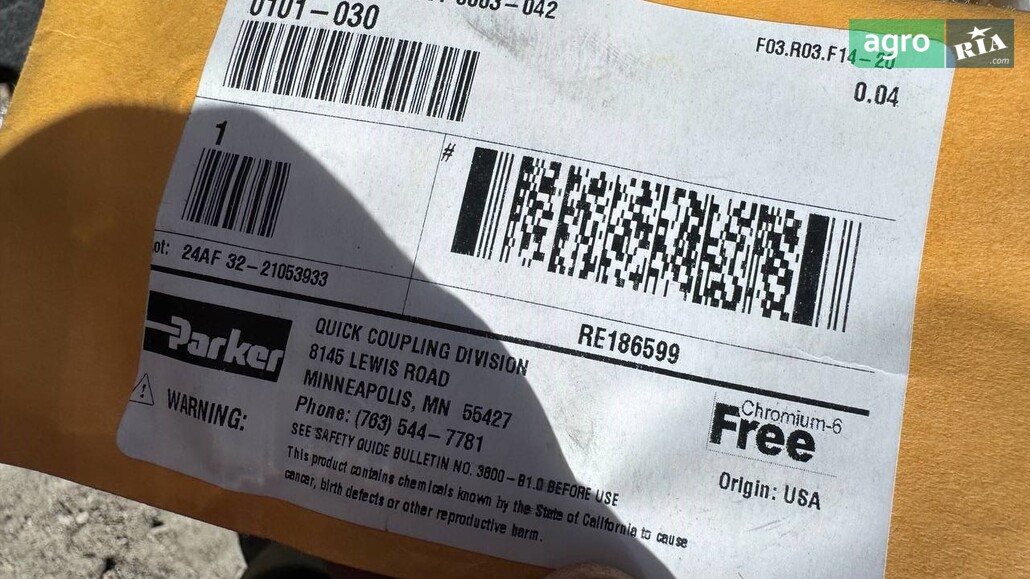 0003-042
0101-030
F03.R03.F14-20
0.04
agro
RIA
.com
1
#
ot: 24AF 32-21053933
RE186599
Parker
QUICK COUPLING DIVISION
8145 LEWIS ROAD
MINNEAPOLIS, MN 55427
Phone: (763) 544-7781
WARNING:
SEE SAFETY GUIDE BULLETIN NO. 3800-B1.0 BEFORE USE
This product contains chemicals known by the State of California to cause
cancer, birth defects or other reproductive harm.
Chromium-6
Free
Origin: USA